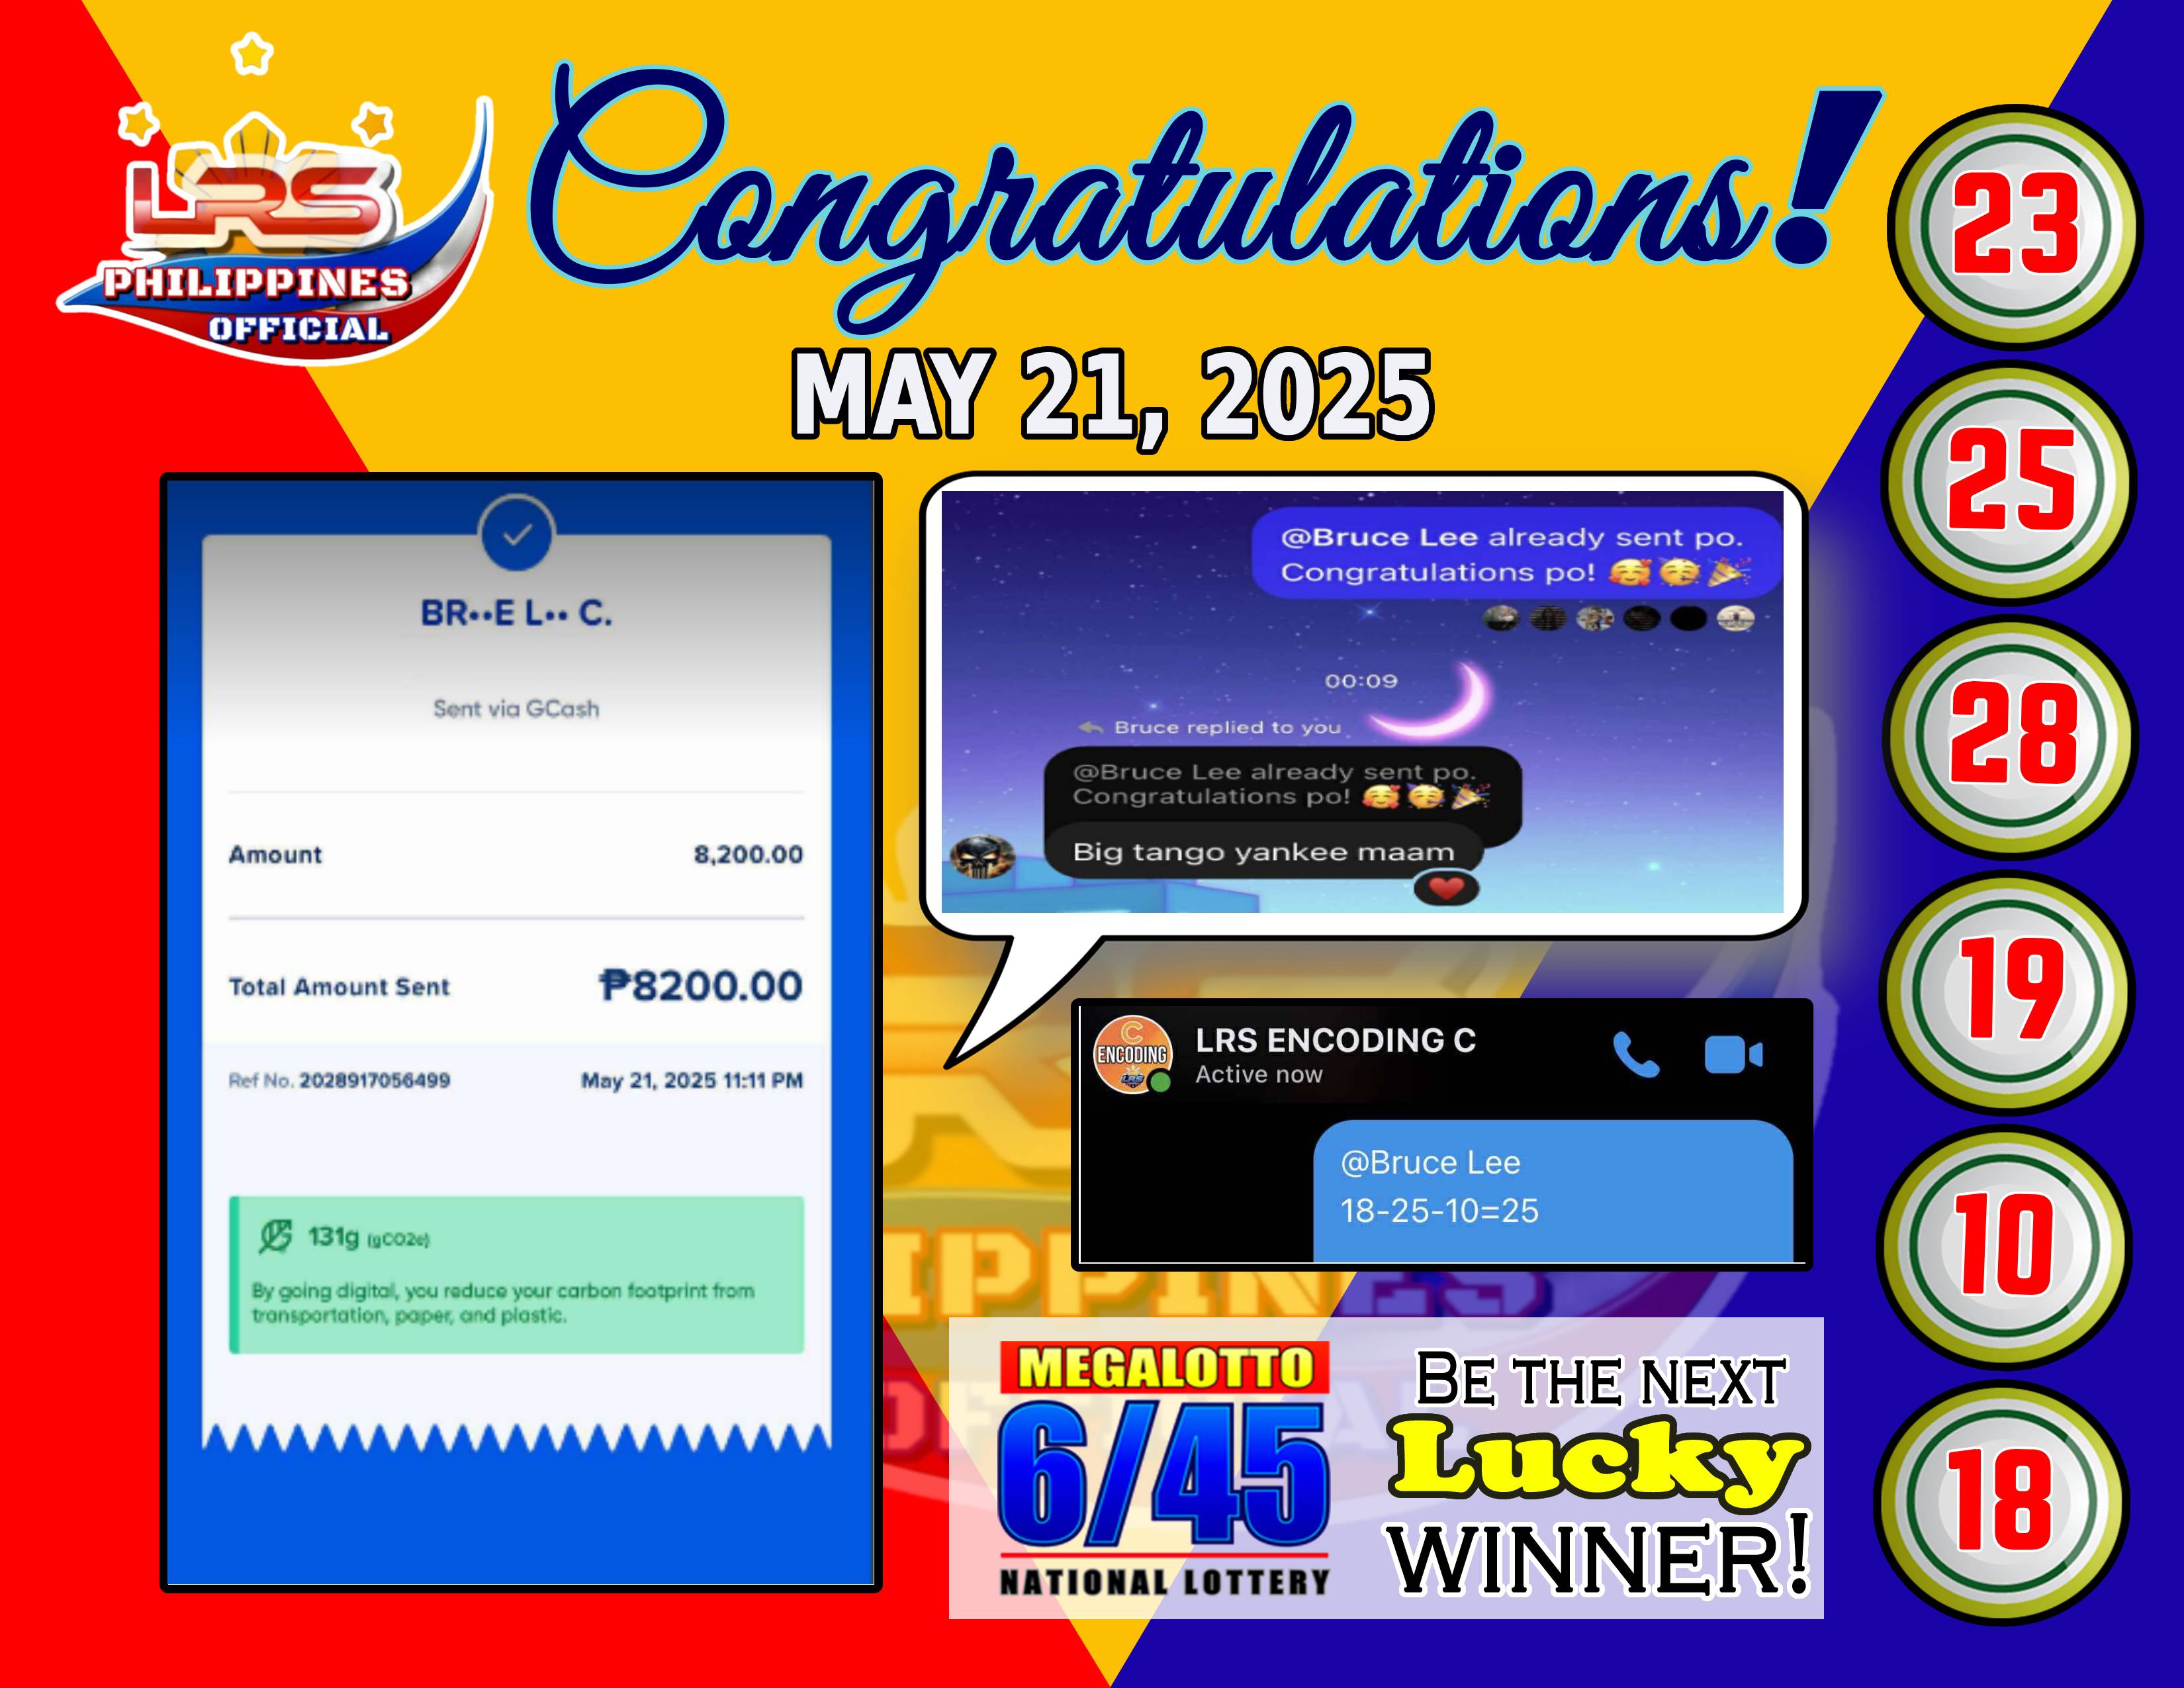 LRS
PHILIPPINES
OFFICIAL
Congratulations!
MAY 21, 2025
BR••E L•• C.
Sent via GCash
Amount 8,200.00
Total Amount Sent ₱8200.00
Ref No. 2028917056499 May 21, 2025 11:11 PM
131g (gCO2e)
By going digital, you reduce your carbon footprint from
transportation, paper, and plastic.
@Bruce Lee already sent po.
Congratulations po! 🥰🥳🎉
00:09
Bruce replied to you
@Bruce Lee already sent po.
Congratulations po! 🥰🥳🎉
Big tango yankee maam
❤️
C
ENCODING
LRS
LRS ENCODING C
Active now
@Bruce Lee
18-25-10=25
MEGALOTTO
6/45
NATIONAL LOTTERY
BE THE NEXT
Lucky
WINNER!
23
25
28
19
10
18